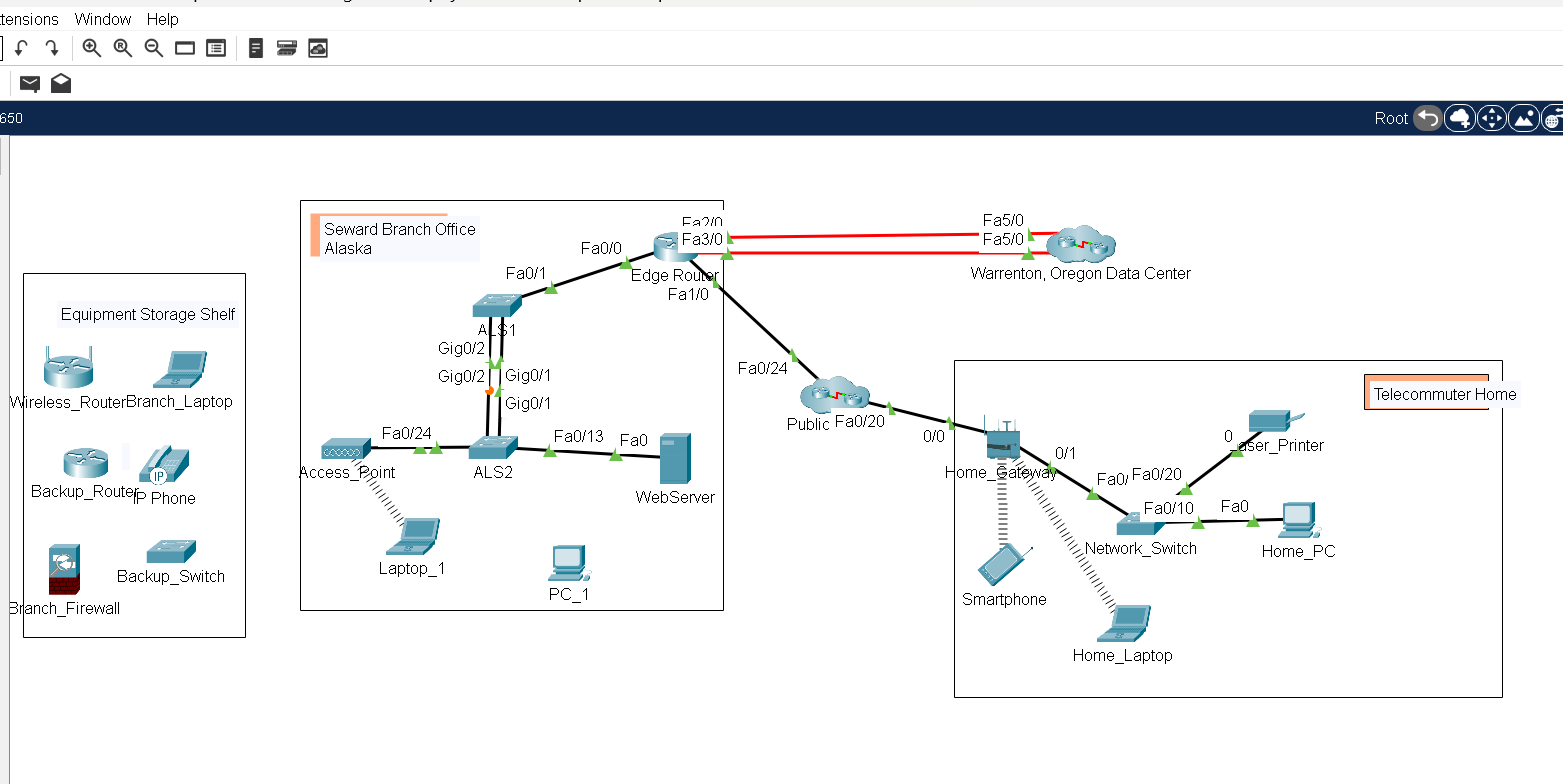 tensions Window Help
650
Root
Seward Branch Office
Alaska
Equipment Storage Shelf
Wireless_Router
Branch_Laptop
Backup_Router
IP Phone
Branch_Firewall
Backup_Switch
Fa0/0
Fa0/1
Edge Router
Fa2/0
Fa3/0
Fa1/0
ALS1
Gig0/2
Gig0/2
Gig0/1
Gig0/1
Fa0/24
Access_Point
ALS2
Fa0/13
Fa0
WebServer
Laptop_1
PC_1
Fa5/0
Fa5/0
Warrenton, Oregon Data Center
Fa0/24
Public
Fa0/20
Telecommuter Home
0/0
Home_Gateway
0/1
Fa0/
Fa0/20
0
Fa0/10
Fa0
Network_Switch
Home_PC
Smartphone
Home_Laptop